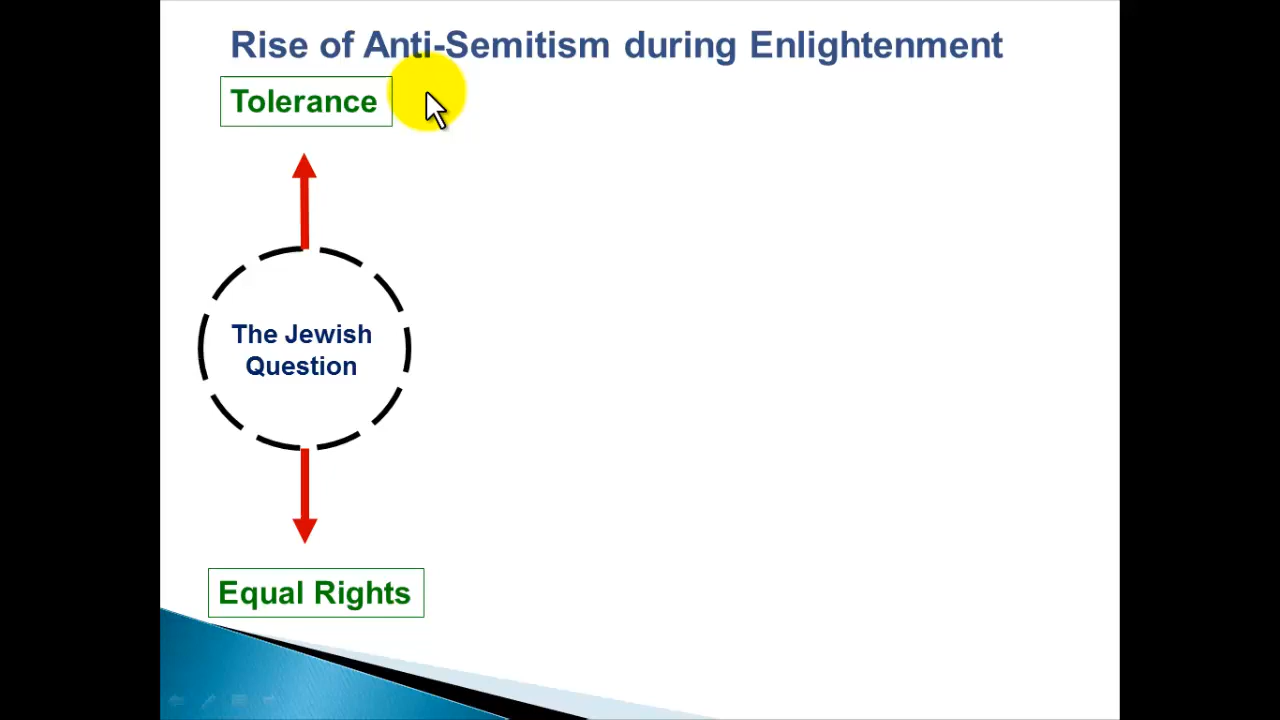 Rise of Anti-Semitism during Enlightenment
Tolerance
The Jewish
Question
Equal Rights